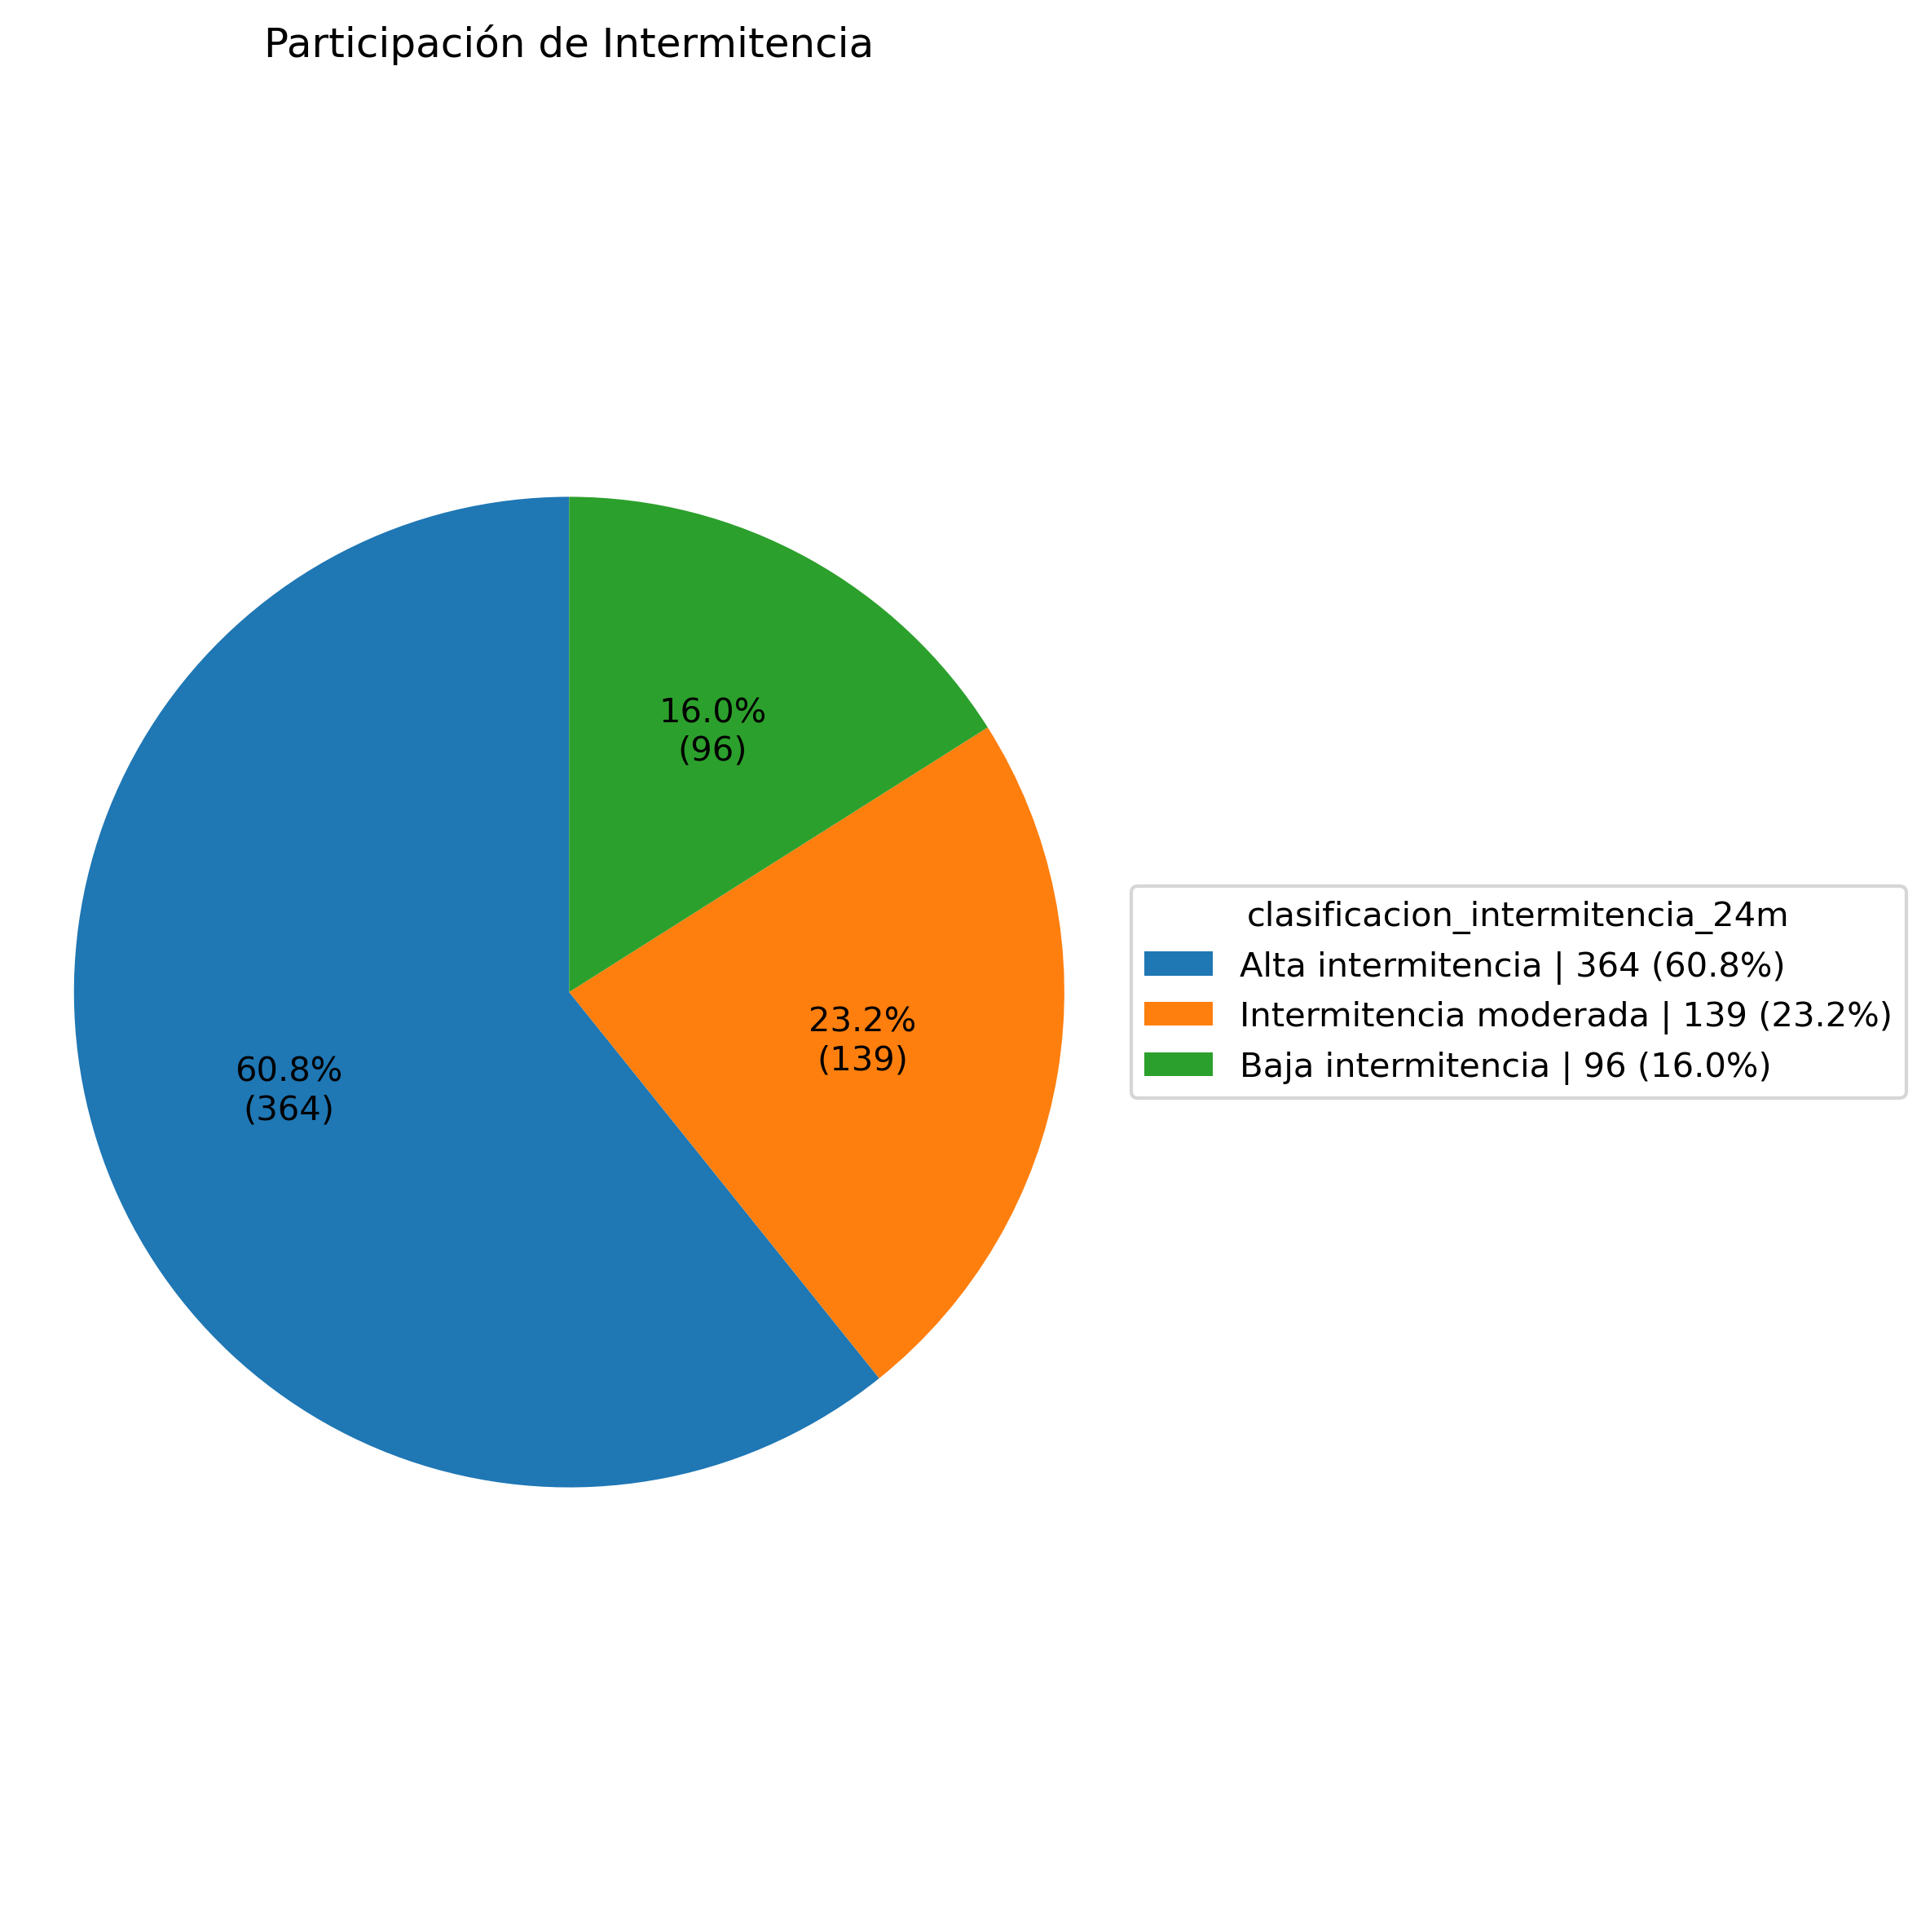 Participación de Intermitencia
16.0%
(96)
23.2%
(139)
60.8%
(364)
clasificacion_intermitencia_24m
Alta intermitencia | 364 (60.8%)
Intermitencia moderada | 139 (23.2%)
Baja intermitencia | 96 (16.0%)